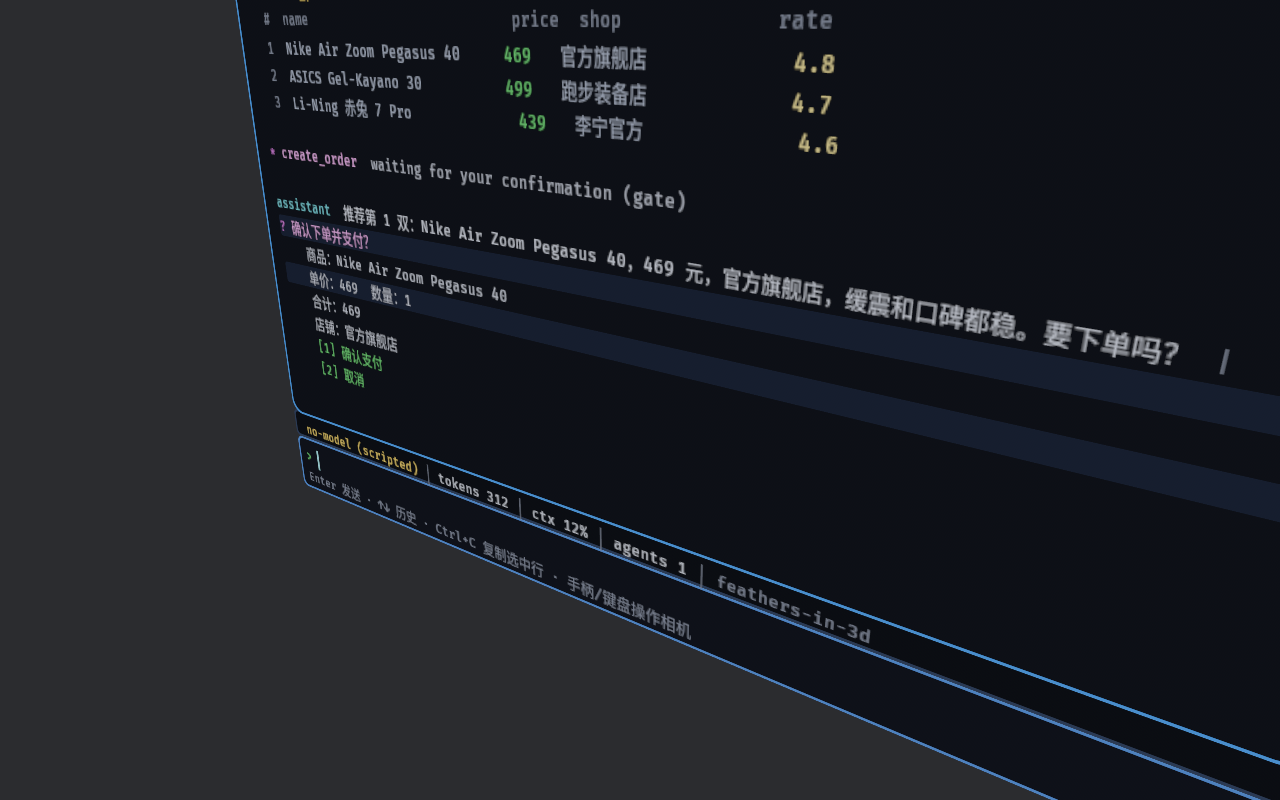 # name price shop rate
1 Nike Air Zoom Pegasus 40 469 官方旗舰店 4.8
2 ASICS Gel-Kayano 30 499 跑步装备店 4.7
3 Li-Ning 赤兔 7 Pro 439 李宁官方 4.6
* create_order waiting for your confirmation (gate)
assistant 推荐第 1 双: Nike Air Zoom Pegasus 40, 469 元, 官方旗舰店, 缓震和口碑都稳。要下单吗?
? 确认下单并支付?
商品: Nike Air Zoom Pegasus 40
单价: 469 数量: 1
合计: 469
店铺: 官方旗舰店
[1] 确认支付
[2] 取消
no-model (scripted) | tokens 312 | ctx 12% | agents 1 | feathers-in-3d
>
Enter 发送 · ↑↓ 历史 · Ctrl+C 复制选中行 · 手柄/键盘操作相机